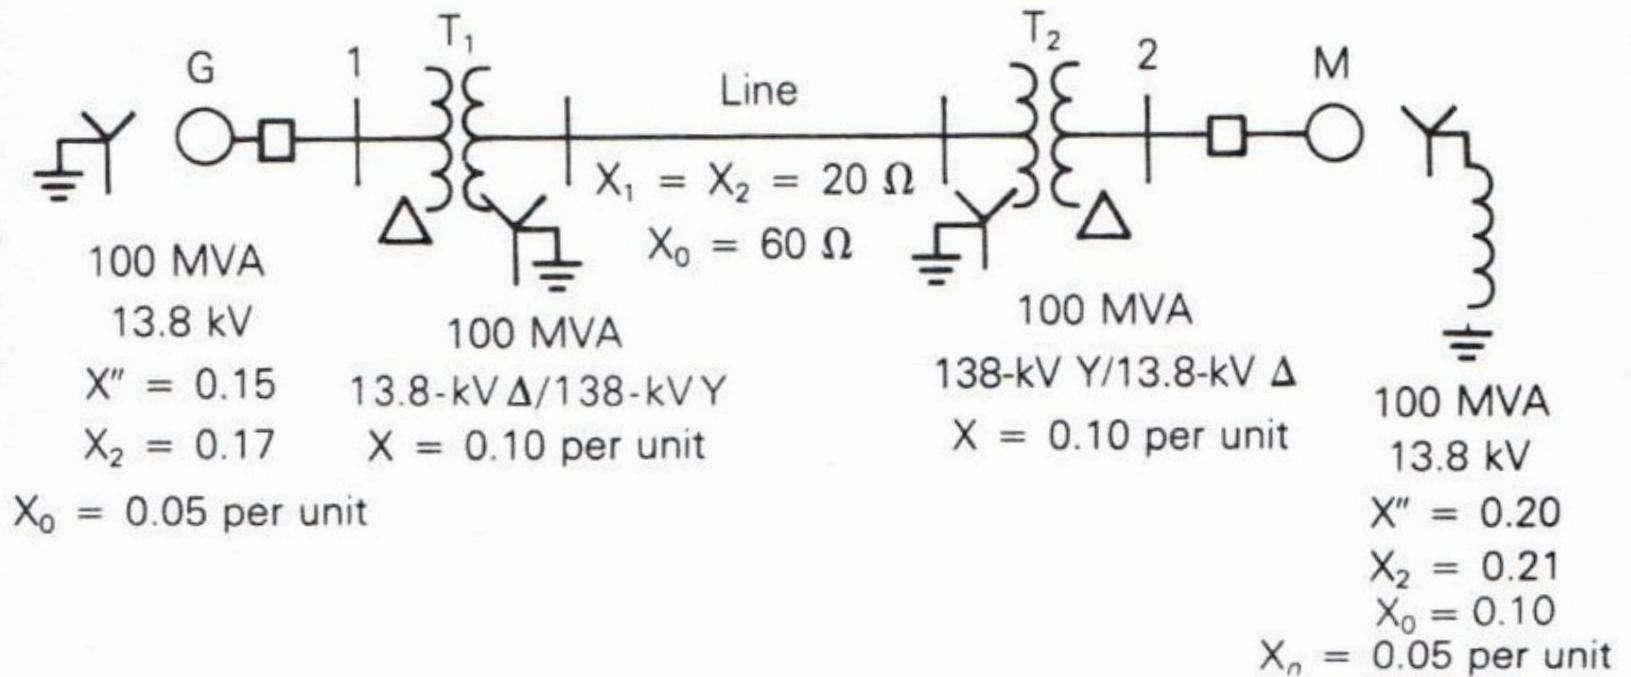 G
1
T₁
Line
T₂
2
M
X₁ = X₂ = 20 Ω
X₀ = 60 Ω
Δ
Δ
100 MVA
13.8 kV
X″ = 0.15
X₂ = 0.17
X₀ = 0.05 per unit
100 MVA
13.8-kV Δ/138-kV Y
X = 0.10 per unit
100 MVA
138-kV Y/13.8-kV Δ
X = 0.10 per unit
100 MVA
13.8 kV
X″ = 0.20
X₂ = 0.21
X₀ = 0.10
Xₙ = 0.05 per unit